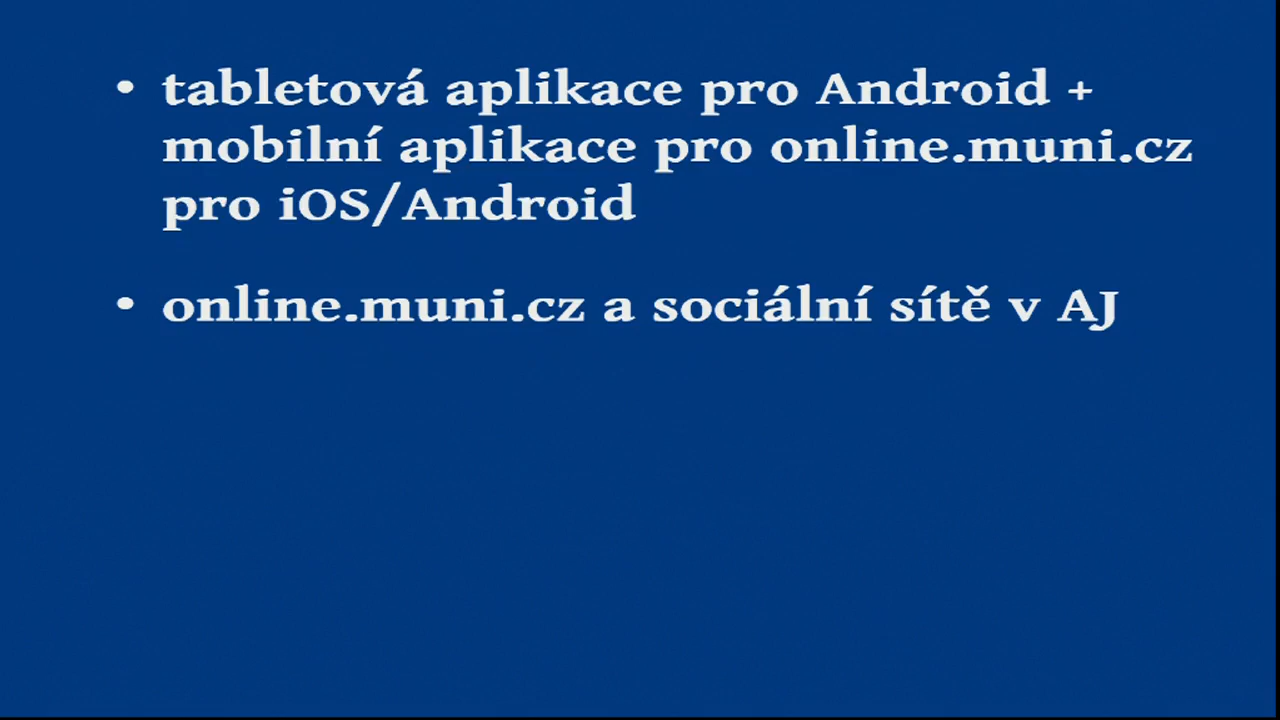 • tabletová aplikace pro Android +
mobilní aplikace pro online.muni.cz
pro iOS/Android
• online.muni.cz a sociální sítě v AJ